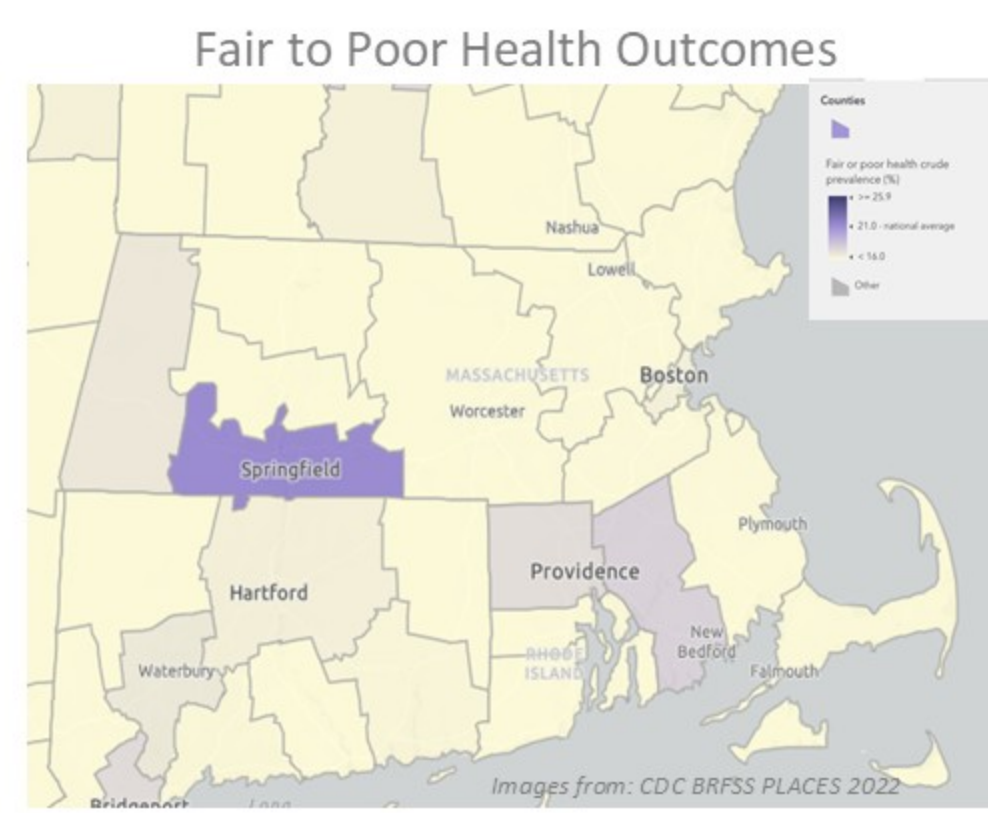 Fair to Poor Health Outcomes
Counties
Fair or poor health crude
prevalence (%)
>= 25.9
21.0 - national average
< 16.0
Other
Nashua
Lowell
MASSACHUSETTS
Boston
Worcester
Springfield
Plymouth
Providence
Hartford
New
Bedford
Waterbury
RHODE
ISLAND
Falmouth
Images from: CDC BRFSS PLACES 2022
Bridgeport
Long